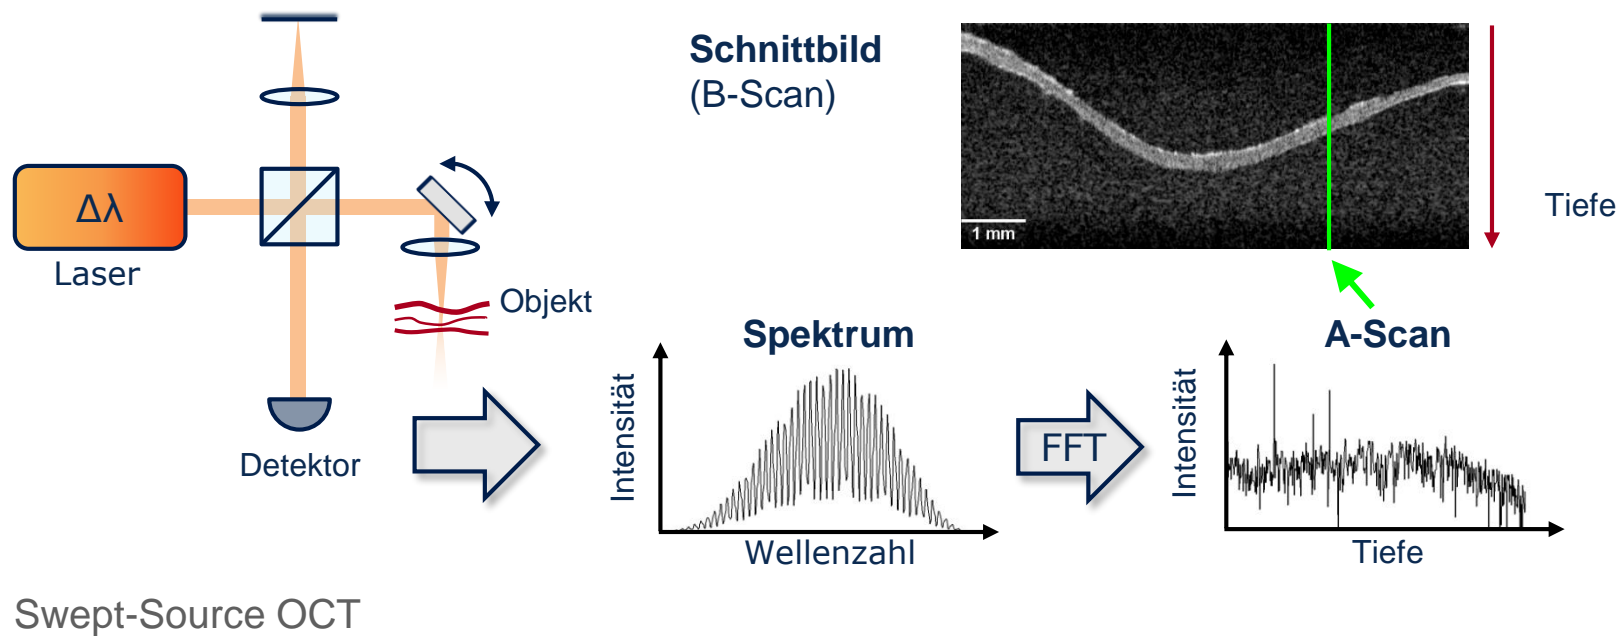 Δλ
Laser
Objekt
Detektor
Schnittbild
(B-Scan)
1 mm
Tiefe
Spektrum
Intensität
Wellenzahl
FFT
A-Scan
Intensität
Tiefe
Swept-Source OCT